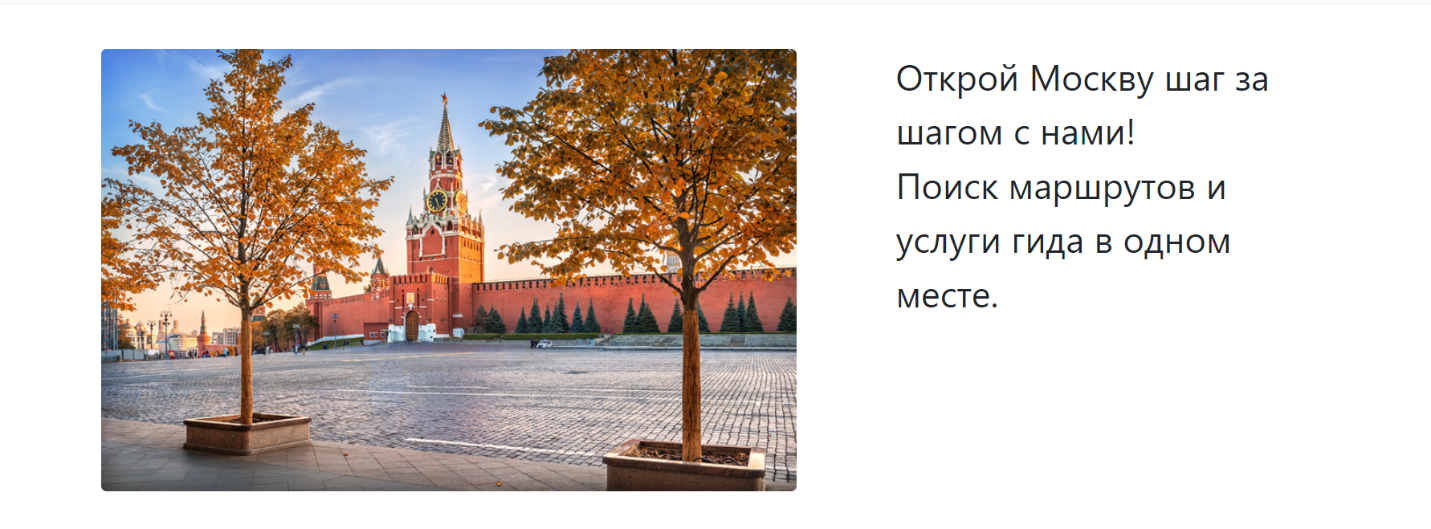 Открой Москву шаг за
шагом с нами!
Поиск маршрутов и
услуги гида в одном
месте.